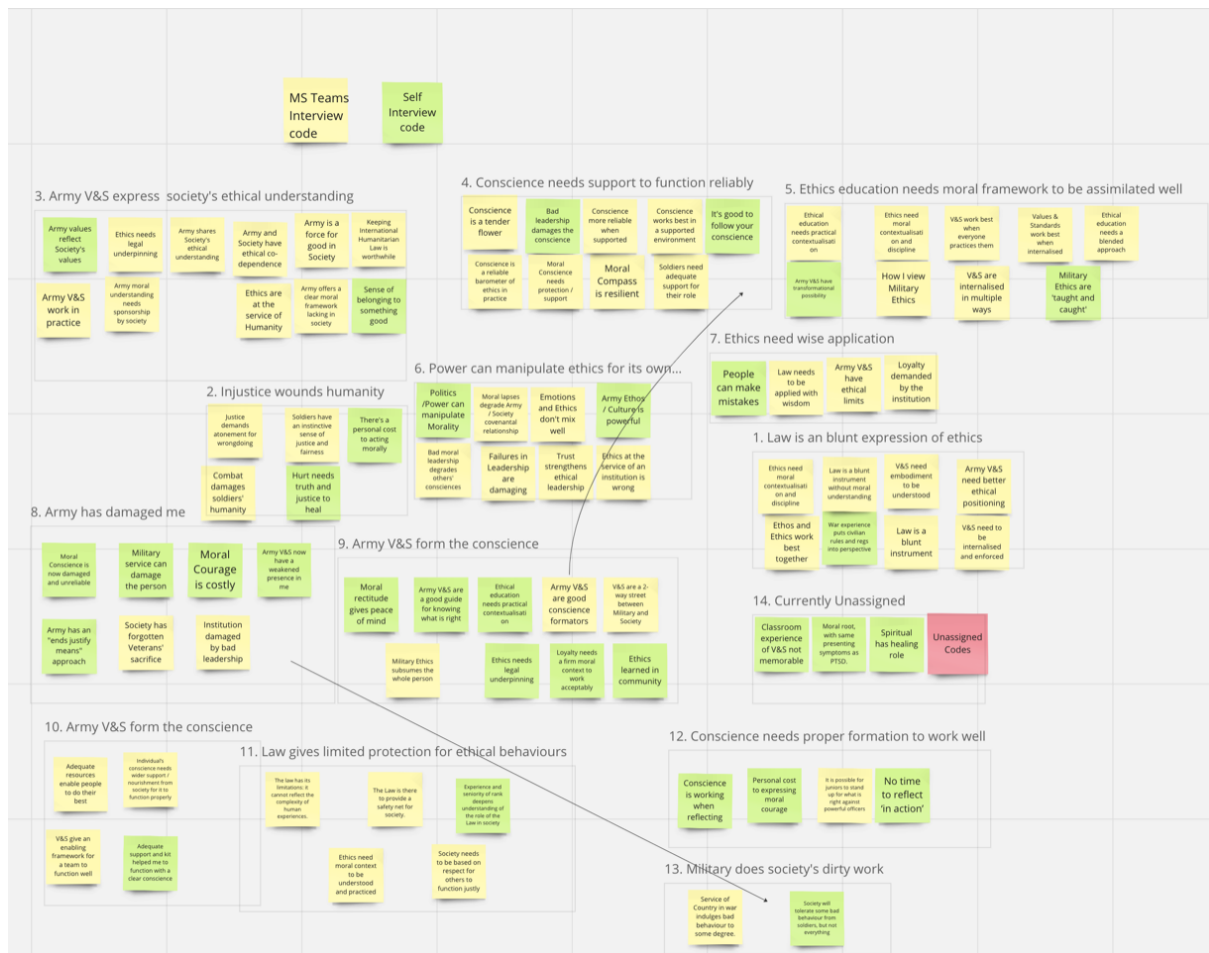 MS Teams
Interview
code
Self
Interview
code
3. Army V&S express  society's ethical understanding
Army values
reflect
Society's
values
Ethics needs
legal
underpinning
Army shares
Society's
ethical
understanding
Army and
Society have
ethical co-
dependence
Army is a
force for
good in
Society
Keeping
International
Humanitarian
Law is
worthwhile
Army V&S
work in
practice
Army moral
understanding
needs
sponsorship
by society
Ethics are
at the
service of
Humanity
Army offers a
clear moral
framework
lacking in
society
Sense of
belonging to
something
good
4. Conscience needs support to function reliably
Conscience
is a tender
flower
Bad
leadership
damages the
conscience
Conscience
more reliable
when
supported
Conscience
works best in
a supported
environment
It's good to
follow your
conscience
Conscience is
a reliable
barometer of
ethics in
practice
Moral
Conscience
needs
protection /
support
Moral
Compass
is resilient
Soldiers need
adequate
support for
their role
5. Ethics education needs moral framework to be assimilated well
Ethical
education
needs practical
contextualisati
on
Ethics need
moral
contextualisati
on and
discipline
V&S work best
when
everyone
practices them
Values &
Standards
work best
when
internalised
Ethical
education
needs a
blended
approach
Army V&S have
transformational
possibility
How I view
Military
Ethics
V&S are
internalised
in multiple
ways
Military
Ethics are
'taught and
caught'
7. Ethics need wise application
People
can make
mistakes
Law needs
to be
applied with
wisdom
Army V&S
have
ethical
limits
Loyalty
demanded
by the
institution
6. Power can manipulate ethics for its own...
Politics
/Power can
manipulate
Morality
Moral lapses
degrade Army
/ Society
covenantal
relationship
Emotions
and Ethics
don't mix
well
Army Ethos
/ Culture is
powerful
Bad moral
leadership
degrades
others'
consciences
Failures in
Leadership
are
damaging
Trust
strengthens
ethical
leadership
Ethics at the
service of an
institution is
wrong
2. Injustice wounds humanity
Justice
demands
atonement for
wrongdoing
Soldiers have
an instinctive
sense of
justice and
fairness
There's a
personal cost
to acting
morally
Combat
damages
soldiers'
humanity
Hurt needs
truth and
justice to
heal
1. Law is an blunt expression of ethics
Ethics need
moral
contextualisati
on and
discipline
Law is a blunt
instrument
without moral
understanding
V&S need
embodiment
to be
understood
Army V&S
need better
ethical
positioning
Ethos and
Ethics work
best
together
War experience
puts civilian
rules and regs
into perspective
Law is a
blunt
instrument
V&S need to
be
internalised
and enforced
8. Army has damaged me
Moral
Conscience
is now
damaged and
unreliable
Military
service can
damage
the person
Moral
Courage
is costly
Army V&S now
have a
weakened
presence in
me
Army has an
"ends justify
means"
approach
Society has
forgotten
Veterans'
sacrifice
Institution
damaged
by bad
leadership
9. Army V&S form the conscience
Moral
rectitude
gives peace
of mind
Army V&S are
a good guide
for knowing
what is right
Ethical
education
needs practical
contextualisati
on
Army V&S
are good
conscience
formators
V&S are a 2-
way street
between
Military and
Society
Military Ethics
subsumes the
whole person
Ethics needs
legal
underpinning
Loyalty needs
a firm moral
context to
work
acceptably
Ethics
learned in
community
14. Currently Unassigned
Classroom
experience
of V&S not
memorable
Moral root,
with same
presenting
symptoms as
PTSD.
Spiritual
has healing
role
Unassigned
Codes
10. Army V&S form the conscience
Adequate
resources
enable people
to do their
best
Individual's
conscience needs
wider support /
nourishment from
society for it to
function properly
V&S give an
enabling
framework for
a team to
function well
Adequate
support and kit
helped me to
function with a
clear conscience
11. Law gives limited protection for ethical behaviours
The law has its
limitations: it
cannot reflect the
complexity of
human
experiences.
The Law is there
to provide a
safety net for
society.
Experience and
seniority of rank
deepens
understanding of
the role of the
Law in society
Ethics need
moral context
to be
understood
and practiced
Society needs
to be based on
respect for
others to
function justly
12. Conscience needs proper formation to work well
Conscience
is working
when
reflecting
Personal cost
to expressing
moral
courage
It is possible for
juniors to stand
up for what is
right against
powerful officers
No time
to reflect
'in action'
13. Military does society's dirty work
Service of
Country in war
indulges bad
behaviour to
some degree.
Society will
tolerate some bad
behaviour from
soldiers, but not
everything